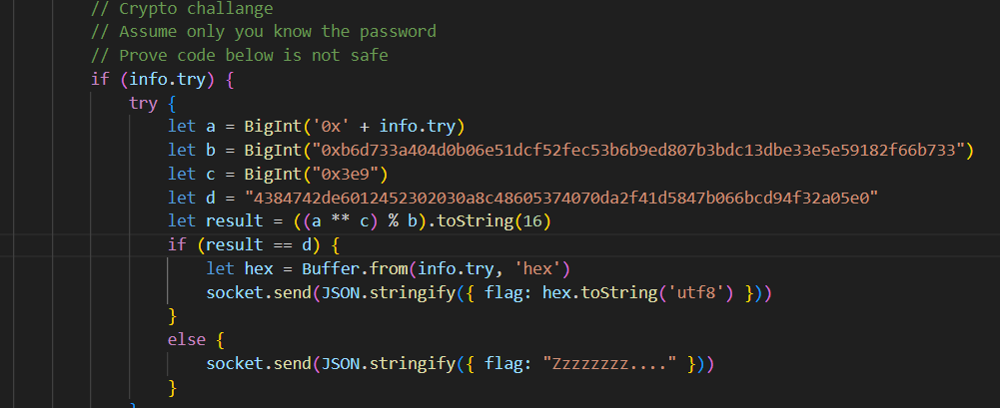 // Crypto challange
// Assume only you know the password
// Prove code below is not safe
if (info.try) {
try {
let a = BigInt('0x' + info.try)
let b = BigInt("0xb6d733a404d0b06e51dcf52fec53b6b9ed807b3bdc13dbe33e5e59182f66b733")
let c = BigInt("0x3e9")
let d = "4384742de6012452302030a8c48605374070da2f41d5847b066bcd94f32a05e0"
let result = ((a ** c) % b).toString(16)
if (result == d) {
let hex = Buffer.from(info.try, 'hex')
socket.send(JSON.stringify({ flag: hex.toString('utf8') }))
}
else {
socket.send(JSON.stringify({ flag: "Zzzzzzzz...." }))
}